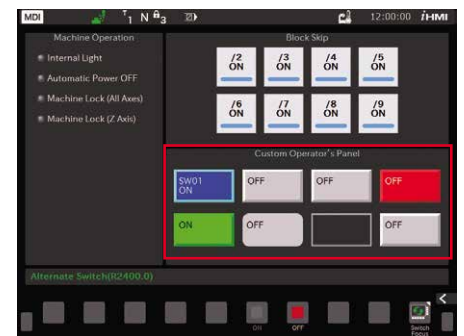 MDI T1 N B3 12:00:00 iHMI
Machine Operation
Internal Light
Automatic Power OFF
Machine Lock (All Axes)
Machine Lock (Z Axis)
Block Skip
/2 ON /3 ON /4 ON /5 ON
/6 ON /7 ON /8 ON /9 ON
Custom Operator's Panel
SW01 ON OFF OFF OFF
ON OFF OFF
Alternate Switch(R2400.0)
ON OFF Switch Focus